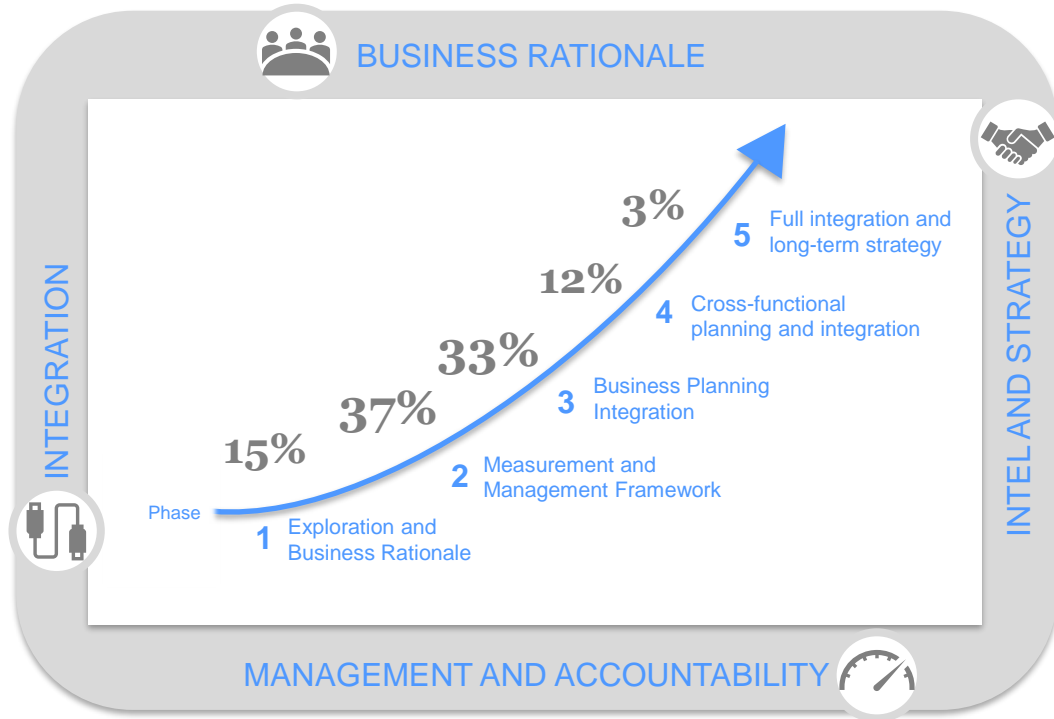 BUSINESS RATIONALE
INTEGRATION
INTEL AND STRATEGY
3%
5 Full integration and
long-term strategy
12%
4 Cross-functional
planning and integration
33%
3 Business Planning
Integration
37%
2 Measurement and
Management Framework
15%
Phase
1 Exploration and
Business Rationale
MANAGEMENT AND ACCOUNTABILITY